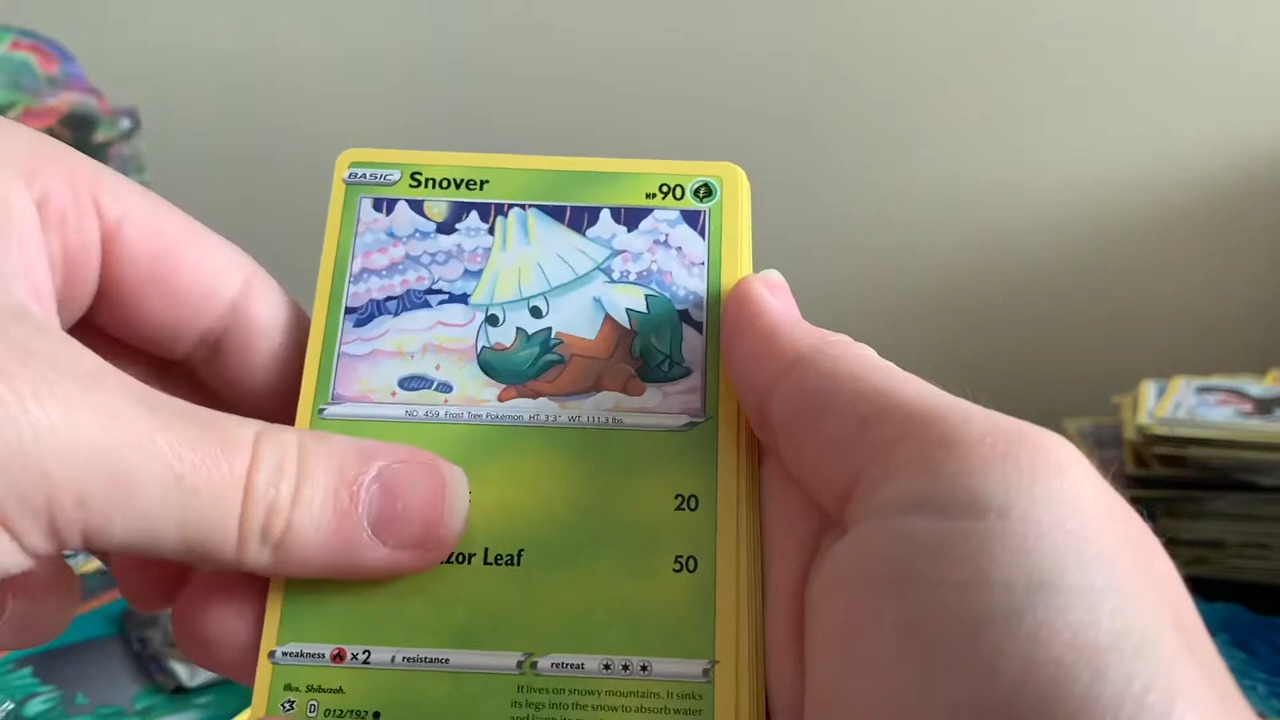 BASIC Snover HP 90
NO. 459 Frost Tree Pokémon HT: 3'3" WT: 111.3 lbs.
20
Leaf 50
weakness ×2 resistance retreat
Illus. Shibuzoh.
It lives on snowy mountains. It sinks
its legs into the snow to absorb water
D 012/192